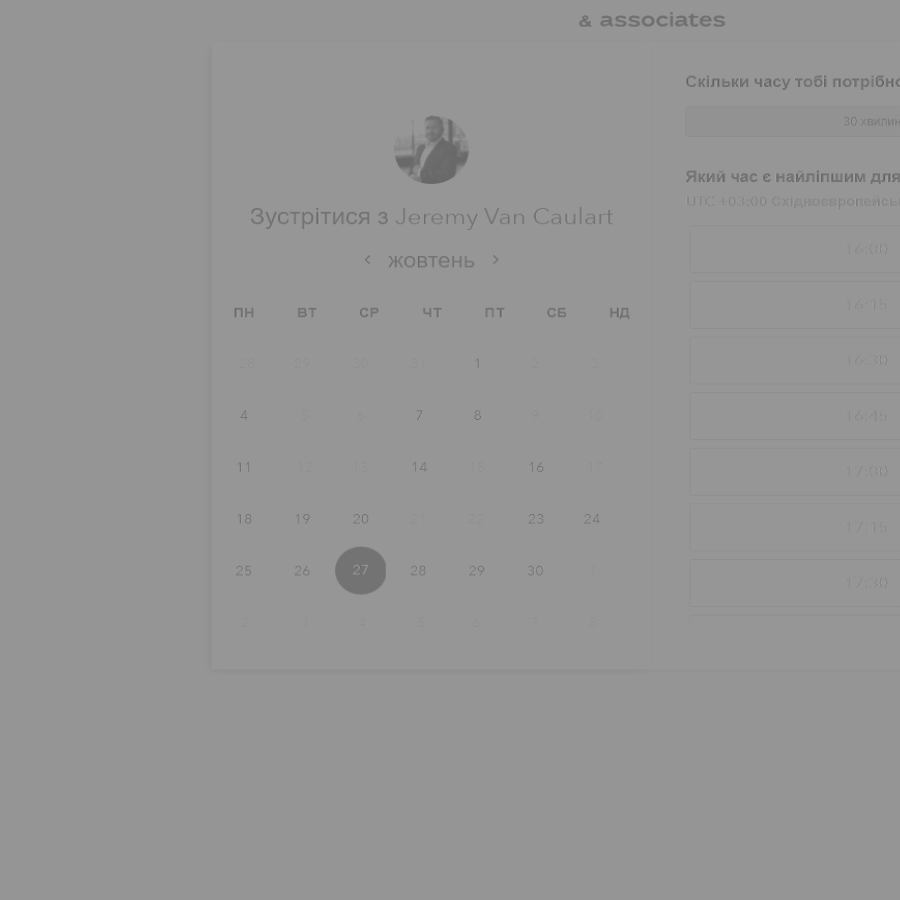 & associates
Зустрітися з Jeremy Van Caulart
жовтень
ПН ВТ СР ЧТ ПТ СБ НД
28 29 30 31 1 2 3
4 5 6 7 8 9 10
11 12 13 14 15 16 17
18 19 20 21 22 23 24
25 26 27 28 29 30 1
2 3 4 5 6 7 8
Скільки часу тобі потрібно
30 хвилин
Який час є найліпшим для
UTC +03:00 Східноєвропейсь
16:00
16:15
16:30
16:45
17:00
17:15
17:30